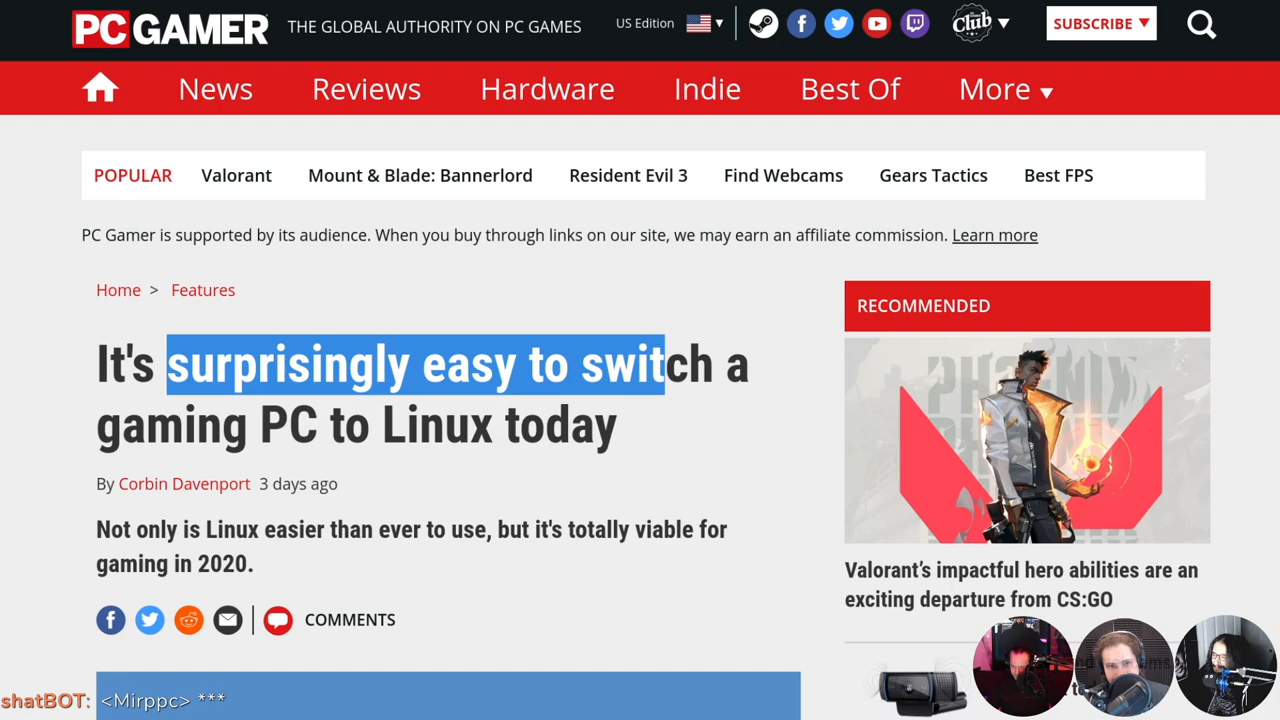 PC GAMER THE GLOBAL AUTHORITY ON PC GAMES US Edition Club SUBSCRIBE
News Reviews Hardware Indie Best Of More
POPULAR Valorant Mount & Blade: Bannerlord Resident Evil 3 Find Webcams Gears Tactics Best FPS
PC Gamer is supported by its audience. When you buy through links on our site, we may earn an affiliate commission. Learn more
Home > Features
It's surprisingly easy to switch a
gaming PC to Linux today
By Corbin Davenport 3 days ago
Not only is Linux easier than ever to use, but it's totally viable for
gaming in 2020.
COMMENTS
RECOMMENDED
PHOENIX
Valorant's impactful hero abilities are an
exciting departure from CS:GO
shatBOT: <Mirppc> ***